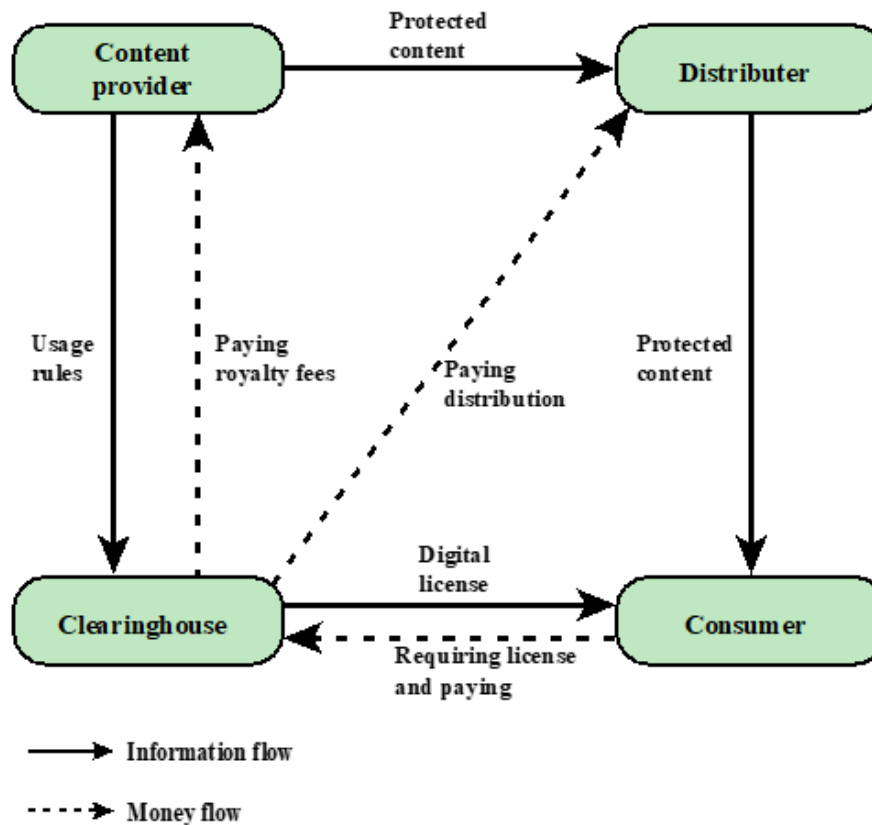 Content
provider
Protected
content
Distributer
Usage
rules
Paying
royalty fees
Paying
distribution
Protected
content
Clearinghouse
Digital
license
Requiring license
and paying
Consumer
Information flow
Money flow